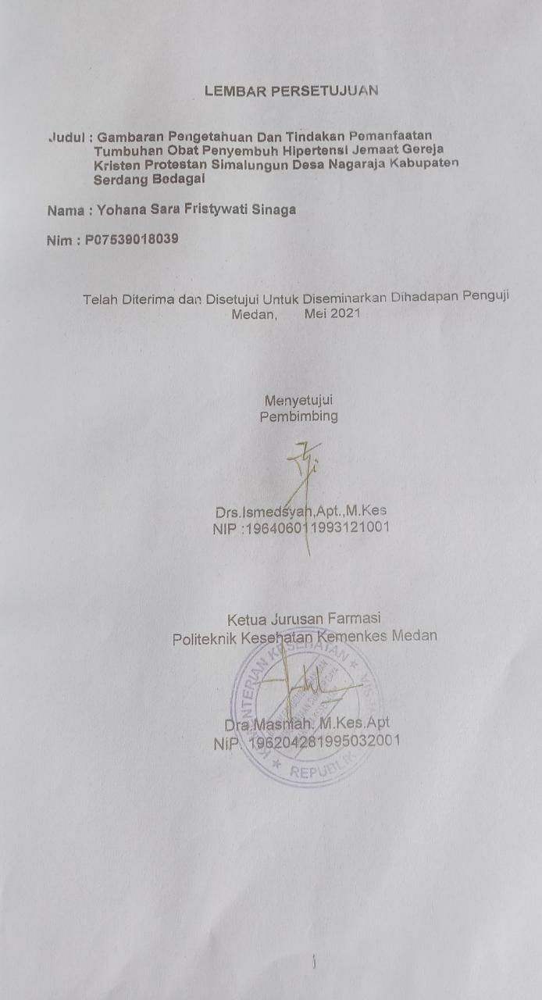 LEMBAR PERSETUJUAN
Judul : Gambaran Pengetahuan Dan Tindakan Pemanfaatan
Tumbuhan Obat Penyembuh Hipertensi Jemaat Gereja
Kristen Protestan Simalungun Desa Nagaraja Kabupaten
Serdang Bedagai
Nama : Yohana Sara Fristywati Sinaga
Nim : P07539018039
Telah Diterima dan Disetujui Untuk Diseminarkan Dihadapan Penguji
Medan, Mei 2021
Menyetujui
Pembimbing
Drs.Ismedsyah,Apt.,M.Kes
NIP :196406011993121001
Ketua Jurusan Farmasi
Politeknik Kesehatan Kemenkes Medan
KEMENTERIAN KESEHATAN
REPUBLIK
Dra.Masniah. M.Kes.Apt
NIP. 196204281995032001
i